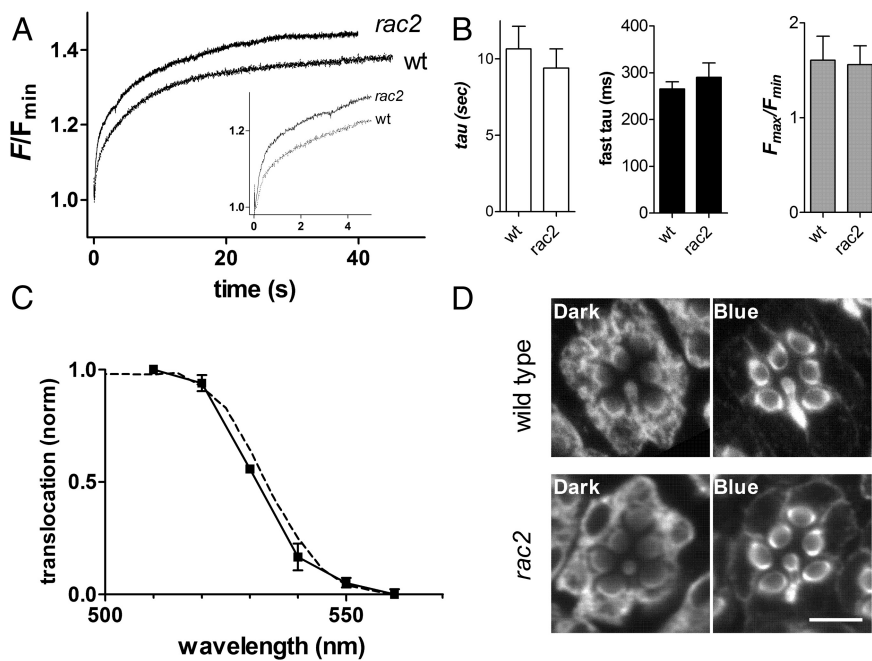 A
F/Fmin
1.4
1.2
1.0
rac2
wt
1.2
1.0
rac2
wt
0 2 4
0 20 40
time (s)
B
tau (sec)
10
5
0
wt rac2
fast tau (ms)
400
300
200
100
0
wt rac2
Fmax/Fmin
2
1
0
wt rac2
C
translocation (norm)
1.0
0.5
0.0
500 550
wavelength (nm)
D
Dark Blue
wild type
Dark Blue
rac2